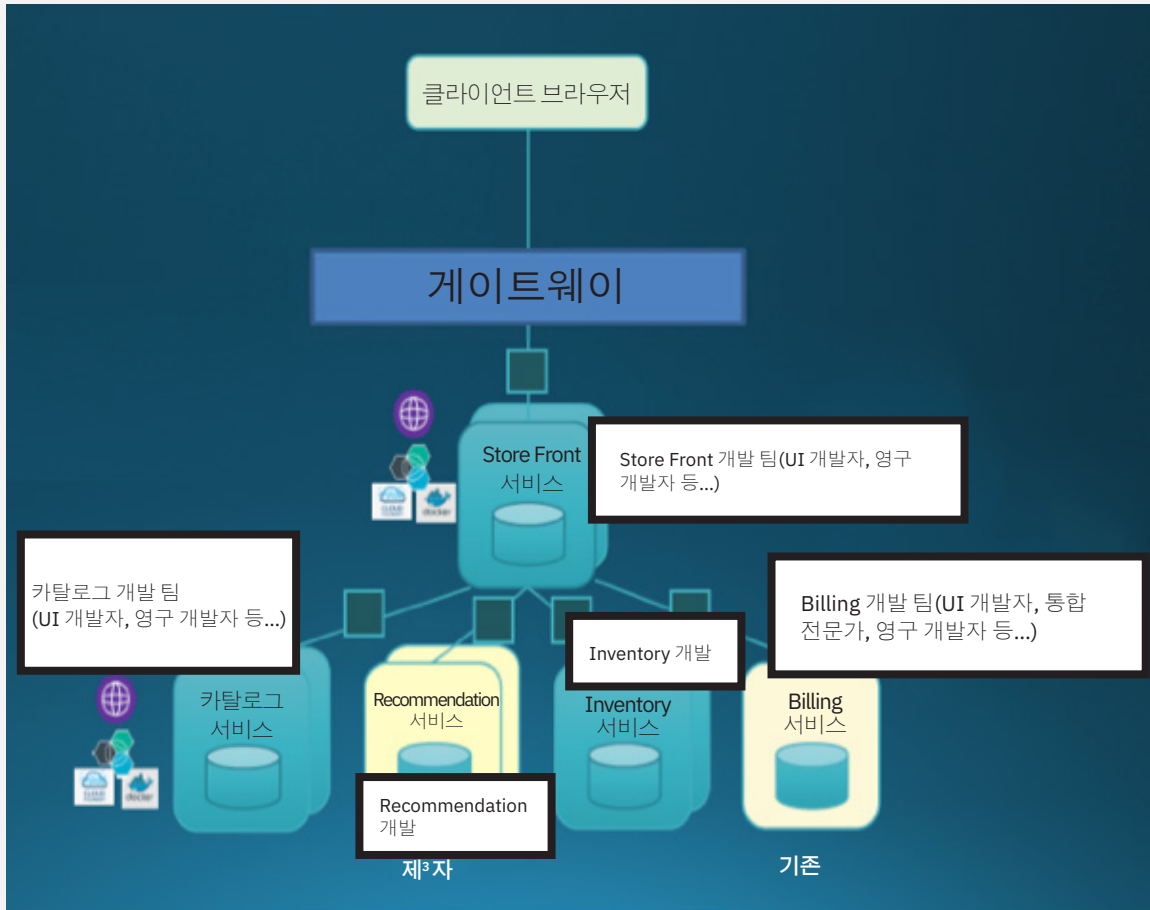 클라이언트 브라우저
게이트웨이
Store Front
서비스
Store Front 개발 팀(UI 개발자, 영구
개발자 등...)
docker
카탈로그 개발 팀
(UI 개발자, 영구 개발자 등...)
Billing 개발 팀(UI 개발자, 통합
전문가, 영구 개발자 등...)
Inventory 개발
카탈로그
서비스
Recommendation
서비스
Inventory
서비스
Billing
서비스
docker
Recommendation
개발
제³자
기존